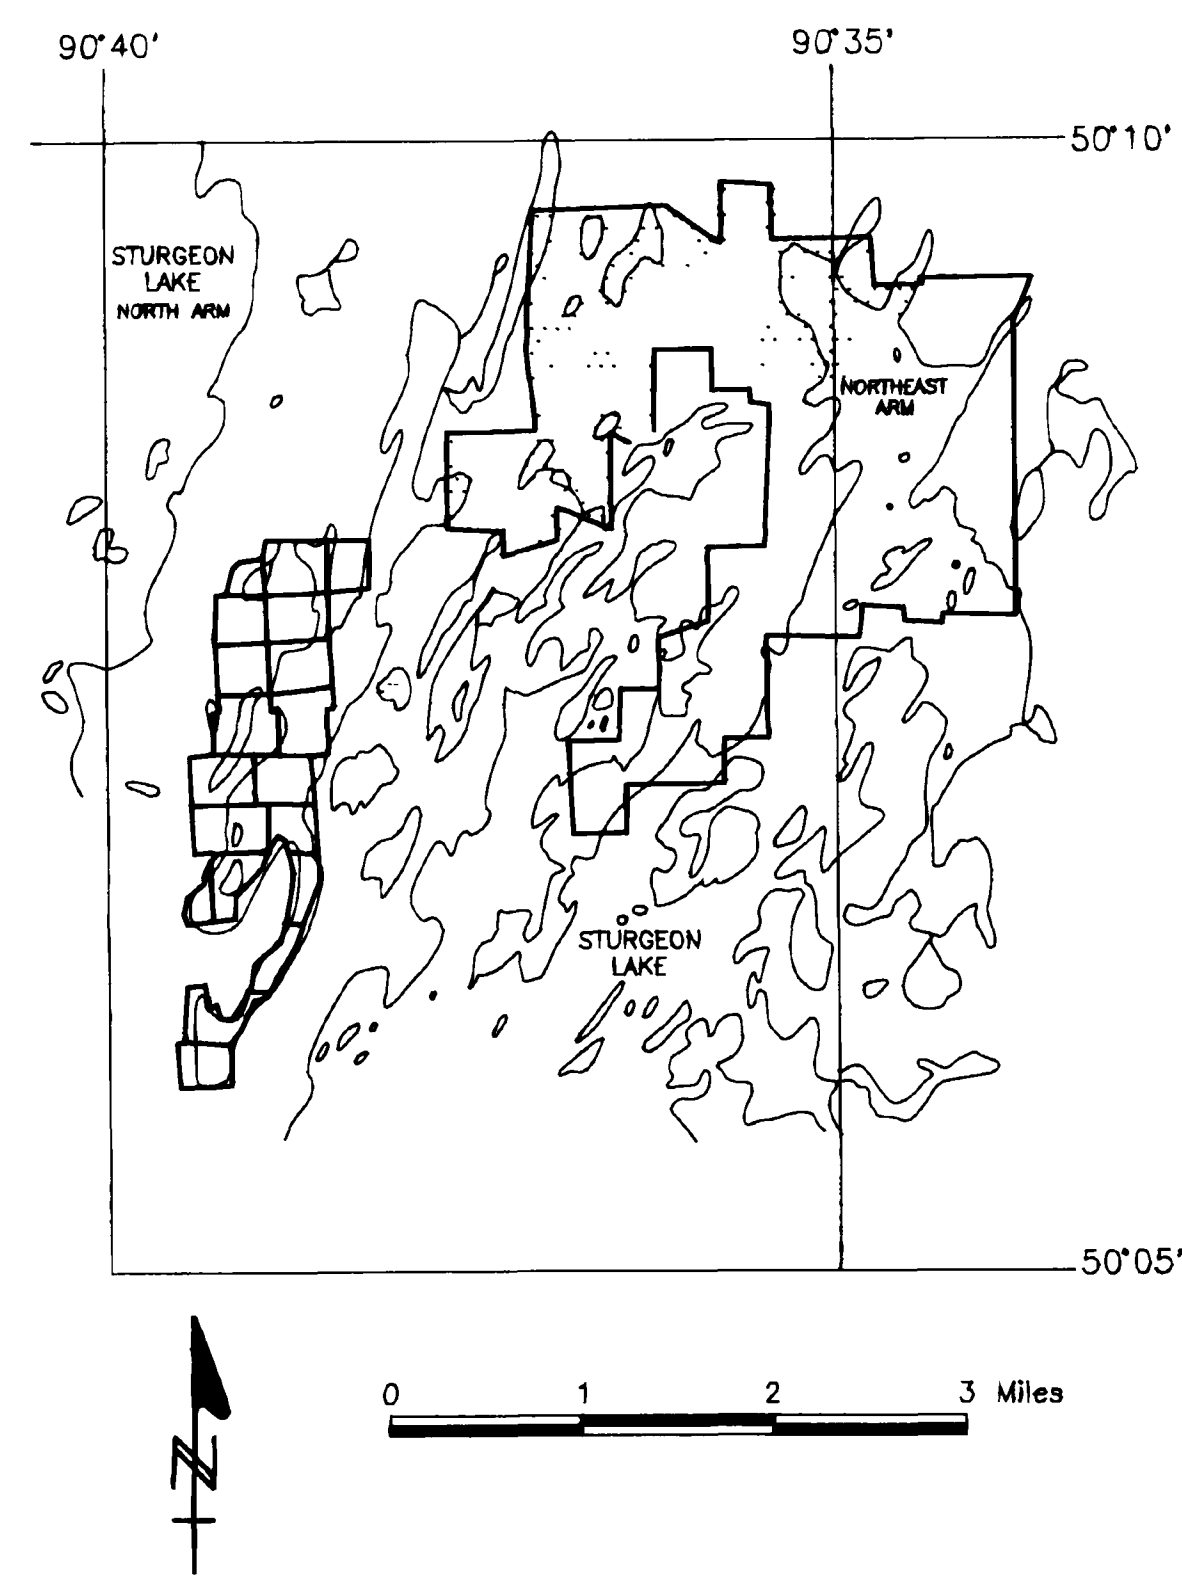 90°40'
90°35'
50°10'
STURGEON
LAKE
NORTH ARM
NORTHEAST
ARM
STURGEON
LAKE
50°05'
0 1 2 3 Miles
N